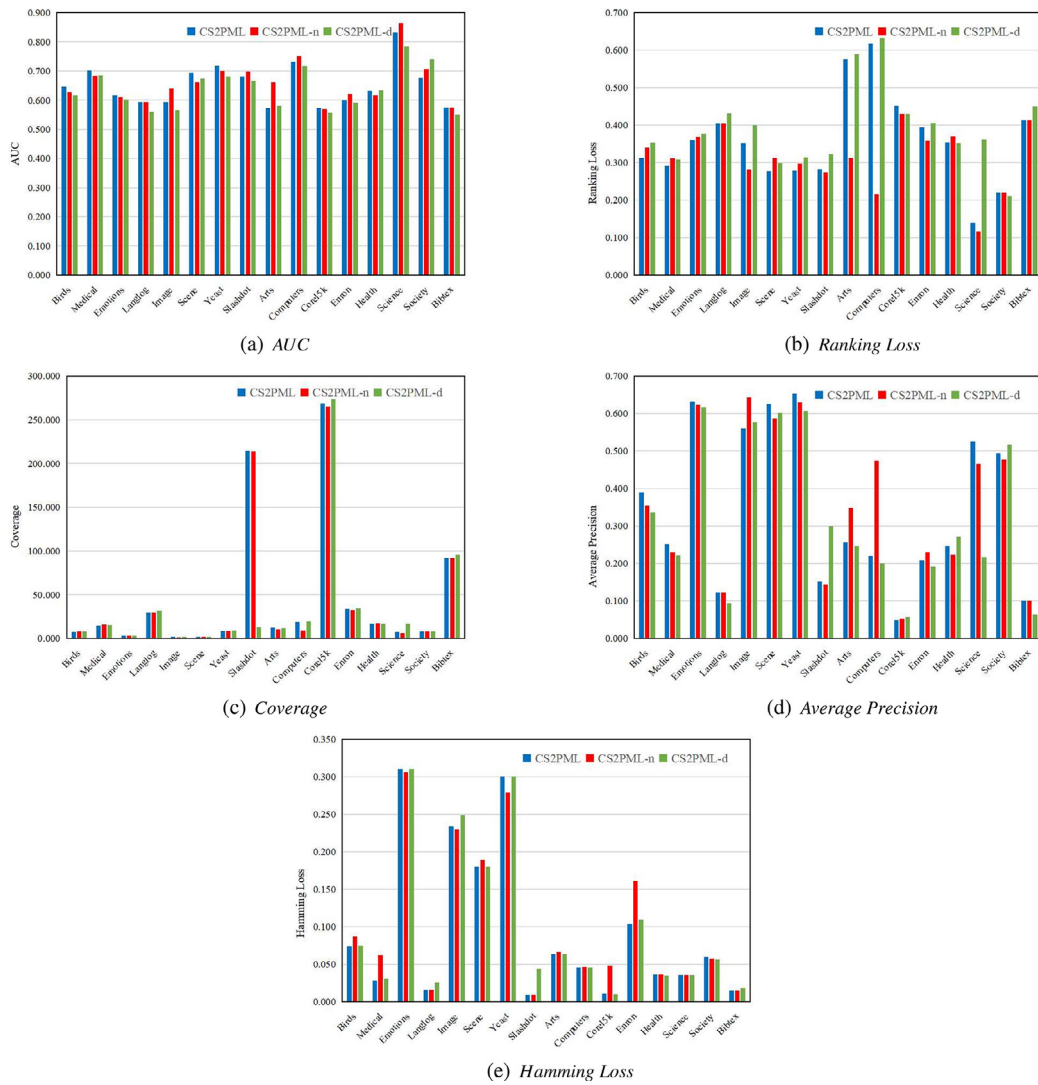 CS2PML CS2PML-n CS2PML-d
0.900
0.800
0.700
0.600
0.500
0.400
0.300
0.200
0.100
0.000
AUC
Birds Medical Emotions Langlog Image Scene Yeast Slashdot Arts Computers Corel5k Enron Health Science Society Bibtex
(a) AUC
CS2PML CS2PML-n CS2PML-d
0.700
0.600
0.500
0.400
0.300
0.200
0.100
0.000
Ranking Loss
Birds Medical Emotions Langlog Image Scene Yeast Slashdot Arts Computers Corel5k Enron Health Science Society Bibtex
(b) Ranking Loss
CS2PML CS2PML-n CS2PML-d
300.000
250.000
200.000
150.000
100.000
50.000
0.000
Coverage
Birds Medical Emotions Langlog Image Scene Yeast Slashdot Arts Computers Corel5k Enron Health Science Society Bibtex
(c) Coverage
CS2PML CS2PML-n CS2PML-d
0.700
0.600
0.500
0.400
0.300
0.200
0.100
0.000
Average Precision
Birds Medical Emotions Langlog Image Scene Yeast Slashdot Arts Computers Corel5k Enron Health Science Society Bibtex
(d) Average Precision
CS2PML CS2PML-n CS2PML-d
0.350
0.300
0.250
0.200
0.150
0.100
0.050
0.000
Hamming Loss
Birds Medical Emotions Langlog Image Scene Yeast Slashdot Arts Computers Corel5k Enron Health Science Society Bibtex
(e) Hamming Loss